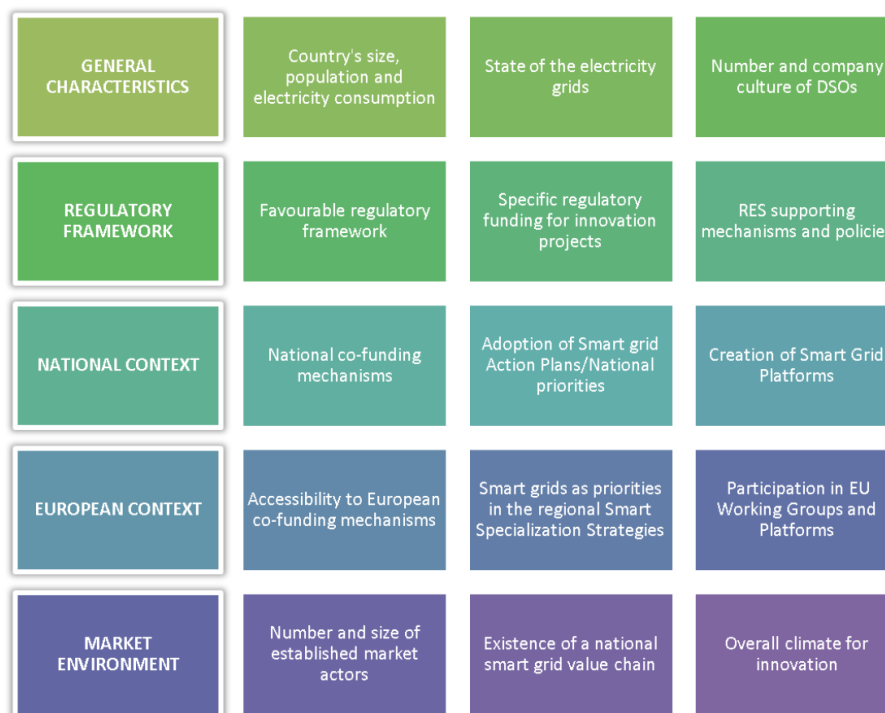 GENERAL
CHARACTERISTICS
Country's size,
population and
electricity consumption
State of the electricity
grids
Number and company
culture of DSOs
REGULATORY
FRAMEWORK
Favourable regulatory
framework
Specific regulatory
funding for innovation
projects
RES supporting
mechanisms and policie
NATIONAL CONTEXT
National co-funding
mechanisms
Adoption of Smart grid
Action Plans/National
priorities
Creation of Smart Grid
Platforms
EUROPEAN CONTEXT
Accessibility to European
co-funding mechanisms
Smart grids as priorities
in the regional Smart
Specialization Strategies
Participation in EU
Working Groups and
Platforms
MARKET
ENVIRONMENT
Number and size of
established market
actors
Existence of a national
smart grid value chain
Overall climate for
innovation